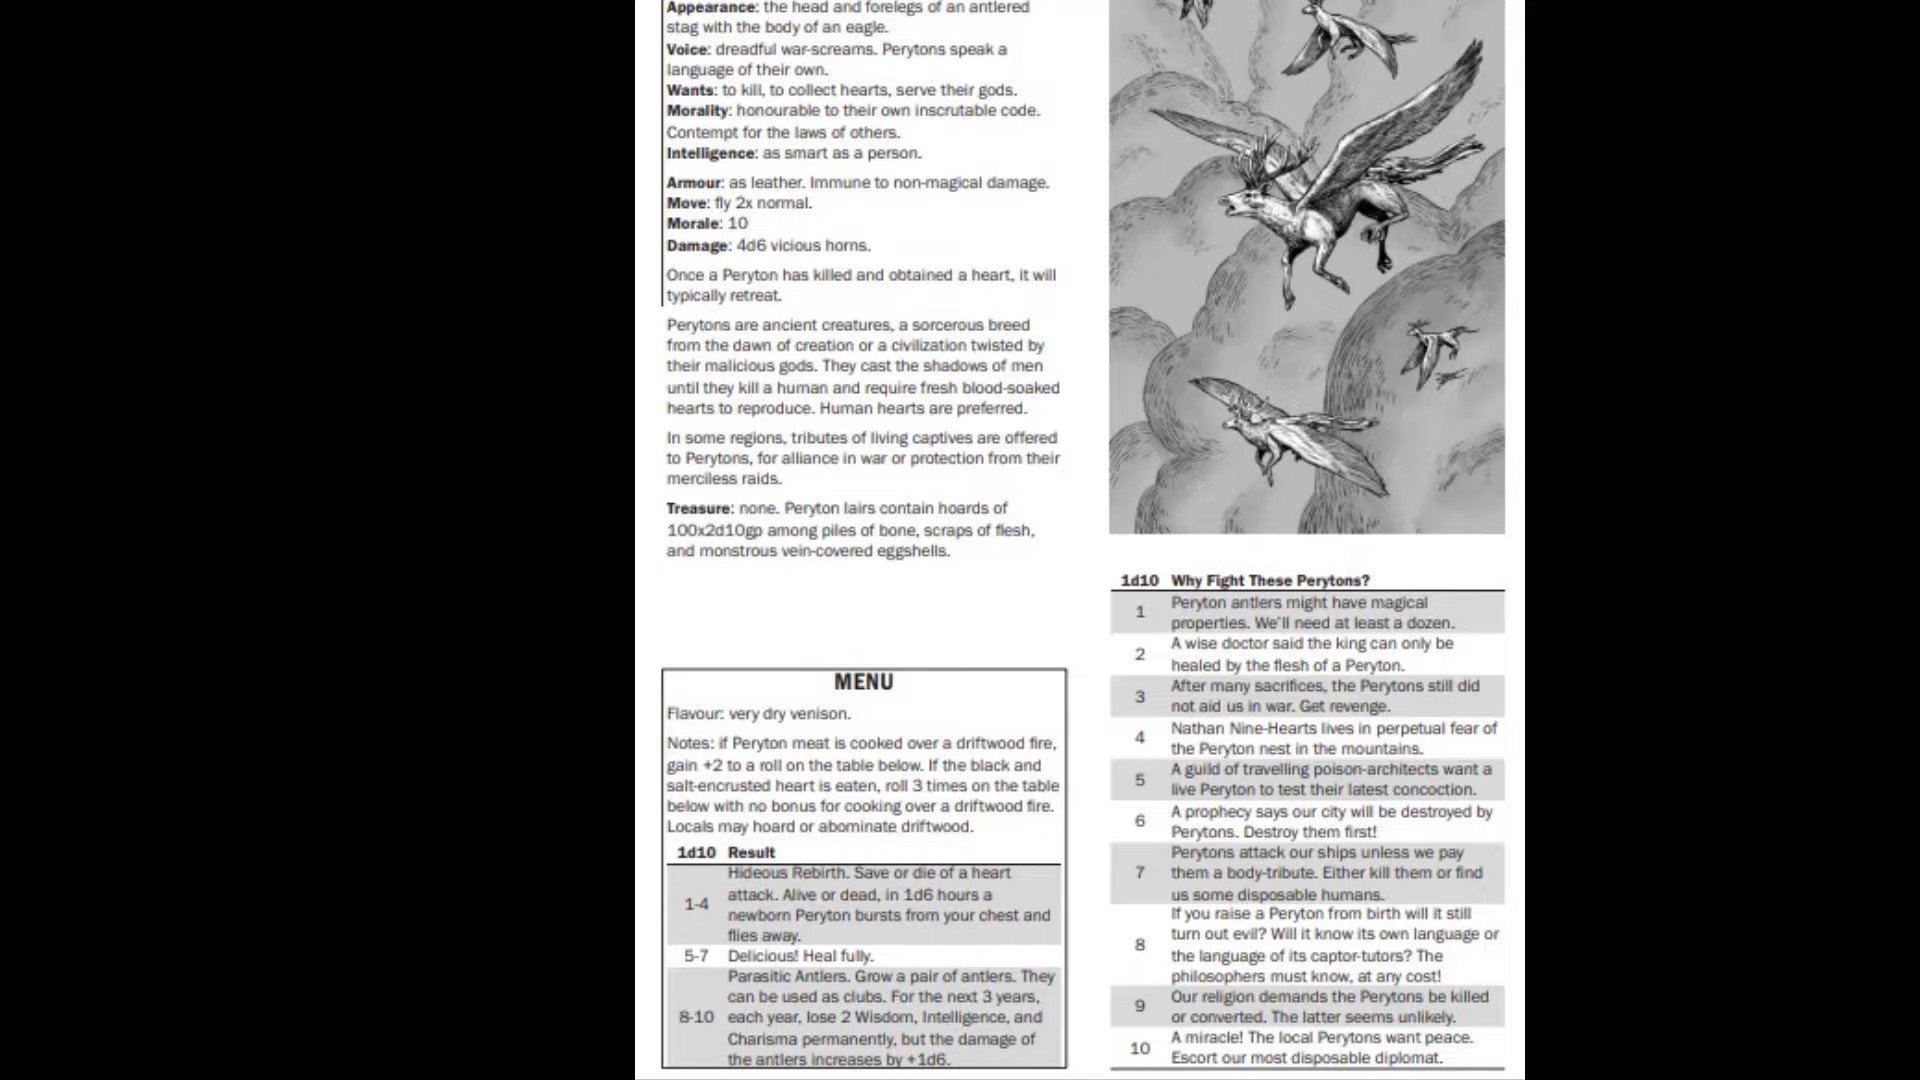 Appearance: the head and forelegs of an antlered
stag with the body of an eagle.
Voice: dreadful war-screams. Perytons speak a
language of their own.
Wants: to kill, to collect hearts, serve their gods.
Morality: honourable to their own inscrutable code.
Contempt for the laws of others.
Intelligence: as smart as a person.
Armour: as leather. Immune to non-magical damage.
Move: fly 2x normal.
Morale: 10
Damage: 4d6 vicious horns.
Once a Peryton has killed and obtained a heart, it will
typically retreat.
Perytons are ancient creatures, a sorcerous breed
from the dawn of creation or a civilization twisted by
their malicious gods. They cast the shadows of men
until they kill a human and require fresh blood-soaked
hearts to reproduce. Human hearts are preferred.
In some regions, tributes of living captives are offered
to Perytons, for alliance in war or protection from their
merciless raids.
Treasure: none. Peryton lairs contain hoards of
100x2d10gp among piles of bone, scraps of flesh,
and monstrous vein-covered eggshells.
MENU
Flavour: very dry venison.
Notes: if Peryton meat is cooked over a driftwood fire,
gain +2 to a roll on the table below. If the black and
salt-encrusted heart is eaten, roll 3 times on the table
below with no bonus for cooking over a driftwood fire.
Locals may hoard or abominate driftwood.
1d10 Result
Hideous Rebirth. Save or die of a heart
attack. Alive or dead, in 1d6 hours a
1-4
newborn Peryton bursts from your chest and
flies away.
5-7 Delicious! Heal fully.
Parasitic Antlers. Grow a pair of antlers. They
can be used as clubs. For the next 3 years,
8-10 each year, lose 2 Wisdom, Intelligence, and
Charisma permanently, but the damage of
the antlers increases by +1d6.
1d10 Why Fight These Perytons?
1 Peryton antlers might have magical
properties. We'll need at least a dozen.
2 A wise doctor said the king can only be
healed by the flesh of a Peryton.
3 After many sacrifices, the Perytons still did
not aid us in war. Get revenge.
4 Nathan Nine-Hearts lives in perpetual fear of
the Peryton nest in the mountains.
5 A guild of travelling poison-architects want a
live Peryton to test their latest concoction.
6 A prophecy says our city will be destroyed by
Perytons. Destroy them first!
Perytons attack our ships unless we pay
7 them a body-tribute. Either kill them or find
us some disposable humans.
If you raise a Peryton from birth will it still
turn out evil? Will it know its own language or
8
the language of its captor-tutors? The
philosophers must know, at any cost!
9 Our religion demands the Perytons be killed
or converted. The latter seems unlikely.
10 A miracle! The local Perytons want peace.
Escort our most disposable diplomat.